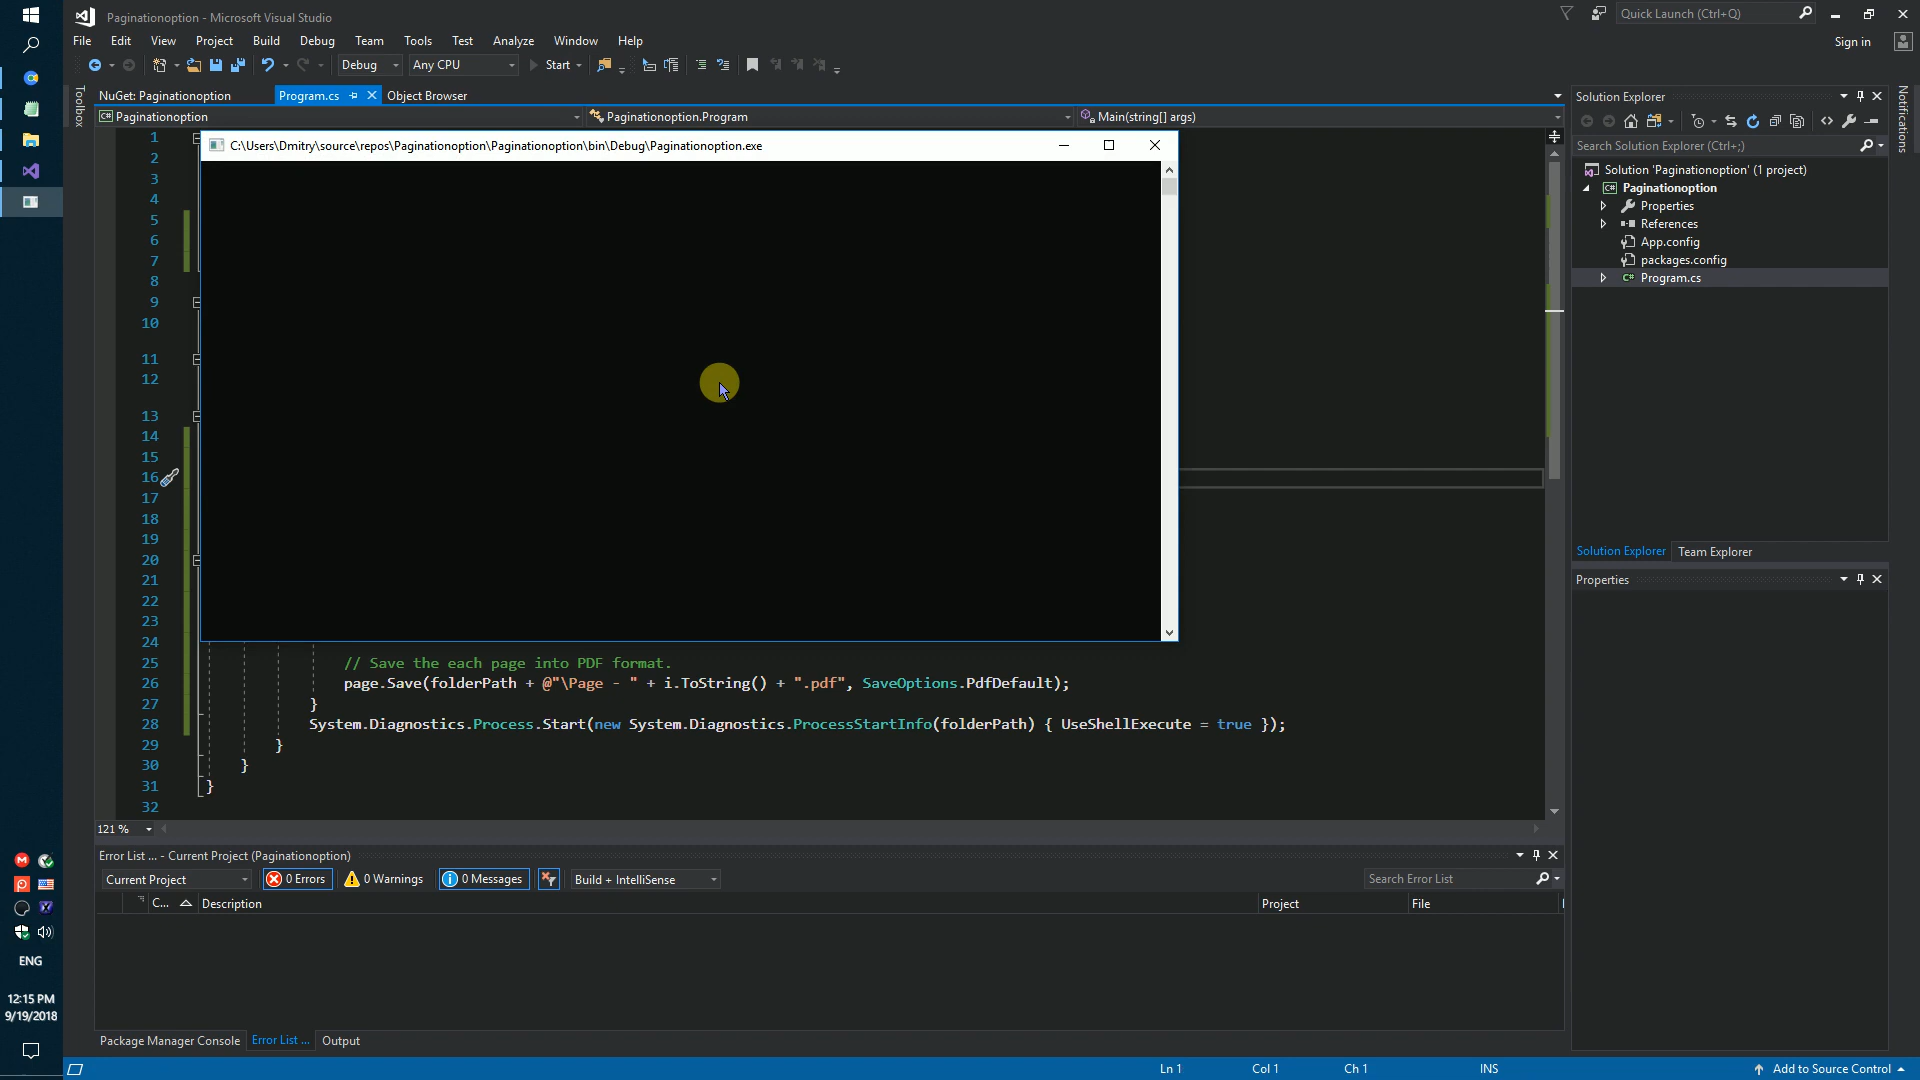 Paginationoption - Microsoft Visual Studio
Quick Launch (Ctrl+Q)
File Edit View Project Build Debug Team Tools Test Analyze Window Help
Sign in
Debug Any CPU Start
Toolbox
NuGet: Paginationoption Program.cs Object Browser
Paginationoption Paginationoption.Program Main(string[] args)
C:\Users\Dmitry\source\repos\Paginationoption\Paginationoption\bin\Debug\Paginationoption.exe
1
2
3
4
5
6
7
8
9
10
11
12
13
14
15
16
17
18
19
20
21
22
23
24
25 // Save the each page into PDF format.
26 page.Save(folderPath + @"\Page - " + i.ToString() + ".pdf", SaveOptions.PdfDefault);
27 }
28 System.Diagnostics.Process.Start(new System.Diagnostics.ProcessStartInfo(folderPath) { UseShellExecute = true });
29 }
30 }
31 }
32
121 %
Error List ... - Current Project (Paginationoption)
Current Project 0 Errors 0 Warnings 0 Messages Build + IntelliSense Search Error List
C... Description Project File
Package Manager Console Error List ... Output
Ln 1 Col 1 Ch 1 INS Add to Source Control
Solution Explorer
Search Solution Explorer (Ctrl+;)
Solution 'Paginationoption' (1 project)
C# Paginationoption
Properties
References
App.config
packages.config
C# Program.cs
Solution Explorer Team Explorer
Properties
Notifications
ENG
12:15 PM
9/19/2018